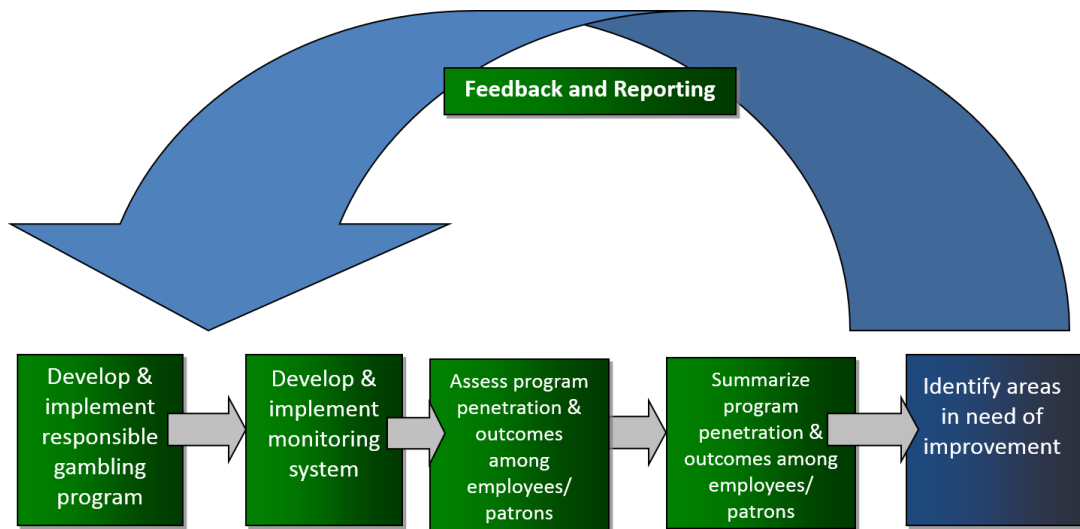 Feedback and Reporting
Develop &
implement
responsible
gambling
program
Develop &
implement
monitoring
system
Assess program
penetration &
outcomes
among
employees/
patrons
Summarize
program
penetration &
outcomes among
employees/
patrons
Identify areas
in need of
improvement